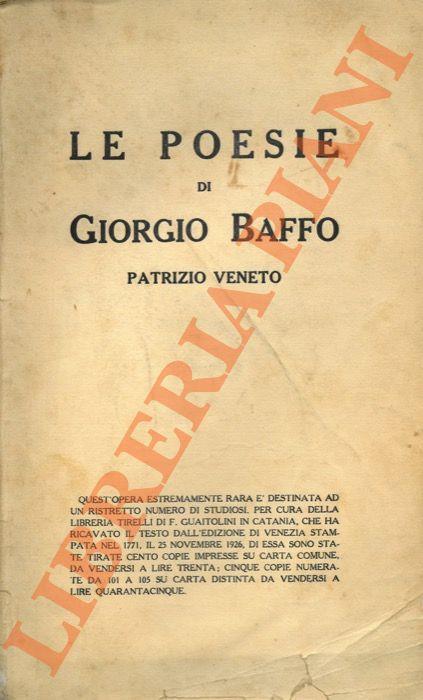 LE POESIE
DI
GIORGIO BAFFO
PATRIZIO VENETO
QUEST'OPERA ESTREMAMENTE RARA E' DESTINATA AD
UN RISTRETTO NUMERO DI STUDIOSI. PER CURA DELLA
LIBRERIA TIRELLI DI F. GUAITOLINI IN CATANIA, CHE HA
RICAVATO IL TESTO DALL'EDIZIONE DI VENEZIA STAM-
PATA NEL 1771, IL 25 NOVEMBRE 1926, DI ESSA SONO STA-
TE TIRATE CENTO COPIE IMPRESSE SU CARTA COMUNE,
DA VENDERSI A LIRE TRENTA; CINQUE COPIE NUMERA-
TE DA 101 A 105 SU CARTA DISTINTA DA VENDERSI A
LIRE QUARANTACINQUE.
LIBRERIA PIANI